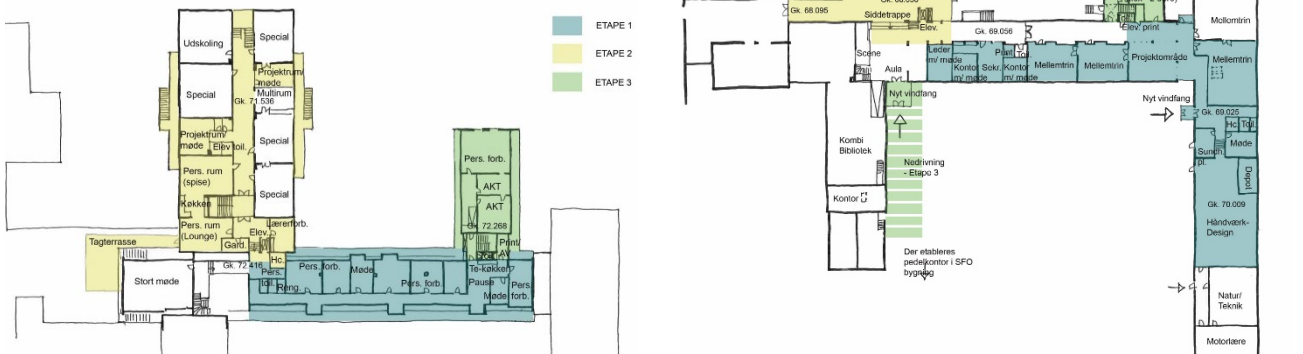 Udskoling
Special
Projektrum/
møde
Special
Multirum
Gk. 71.536
Projektrum/
møde
Elev toil.
Special
Pers. rum
(spise)
Special
Køkken
Pers. rum
(Lounge)
Gard.
Elev.
Lærerforb.
Tagterrasse
Hc.
Gk. 72.416
Stort møde
Pers.
toil.
Reng.
Pers. forb.
Møde
Pers. forb.
Pers. forb.
AKT
AKT
Gk. 72.268
Print/
AV
Te-køkken
Pause
Møde
Pers.
forb.
ETAPE 1
ETAPE 2
ETAPE 3
Gk. 68.095
Siddetrappe
Elev.
Gk. 69.056
Elev. print
Mollomtrin
Scene
Aula
Leder
m/ møde
Kontor
m/ møde
Sekr.
Toil.
Kontor
m/ møde
Mellemtrin
Mellemtrin
Projektområde
Mellemtrin
Nyt vindfang
Nyt vindfang
Gk. 69.025
Hc.
Toil.
Møde
Sundh.
pl.
Kombi
Bibliotek
Nedrivning
- Etape 3
Depot
Kontor
Gk. 70.009
Håndværk-
Design
Der etableres
pedelkontor i SFO
bygning
Natur/
Teknik
Motorlære